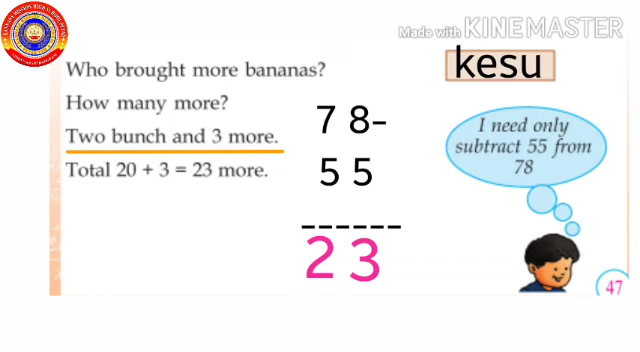 Made with KINEMASTER
kesu
Who brought more bananas?
How many more?
Two bunch and 3 more.
Total 20 + 3 = 23 more.
7 8-
5 5
------
2 3
I need only
subtract 55 from
78
47